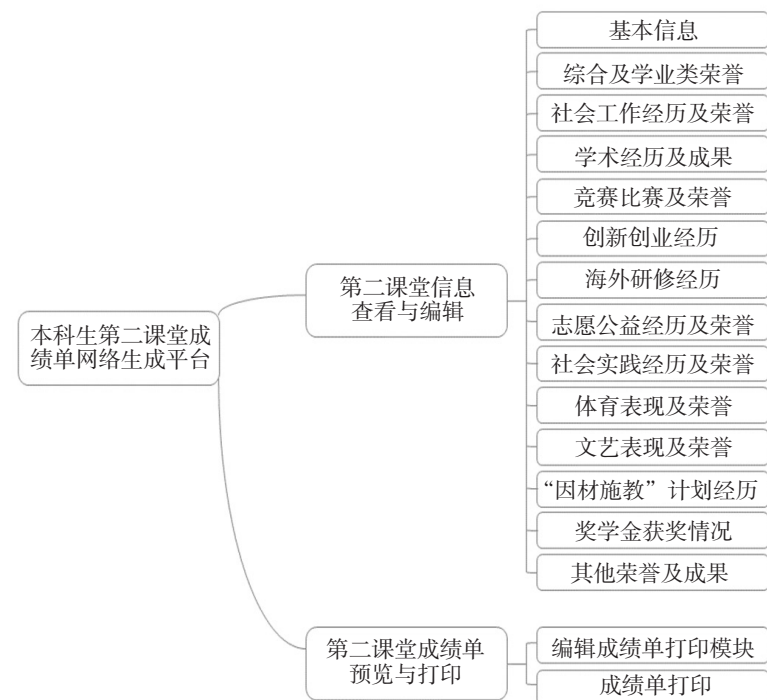 本科生第二课堂成
绩单网络生成平台
第二课堂信息
查看与编辑
基本信息
综合及学业类荣誉
社会工作经历及荣誉
学术经历及成果
竞赛比赛及荣誉
创新创业经历
海外研修经历
志愿公益经历及荣誉
社会实践经历及荣誉
体育表现及荣誉
文艺表现及荣誉
“因材施教”计划经历
奖学金获奖情况
其他荣誉及成果
第二课堂成绩单
预览与打印
编辑成绩单打印模块
成绩单打印